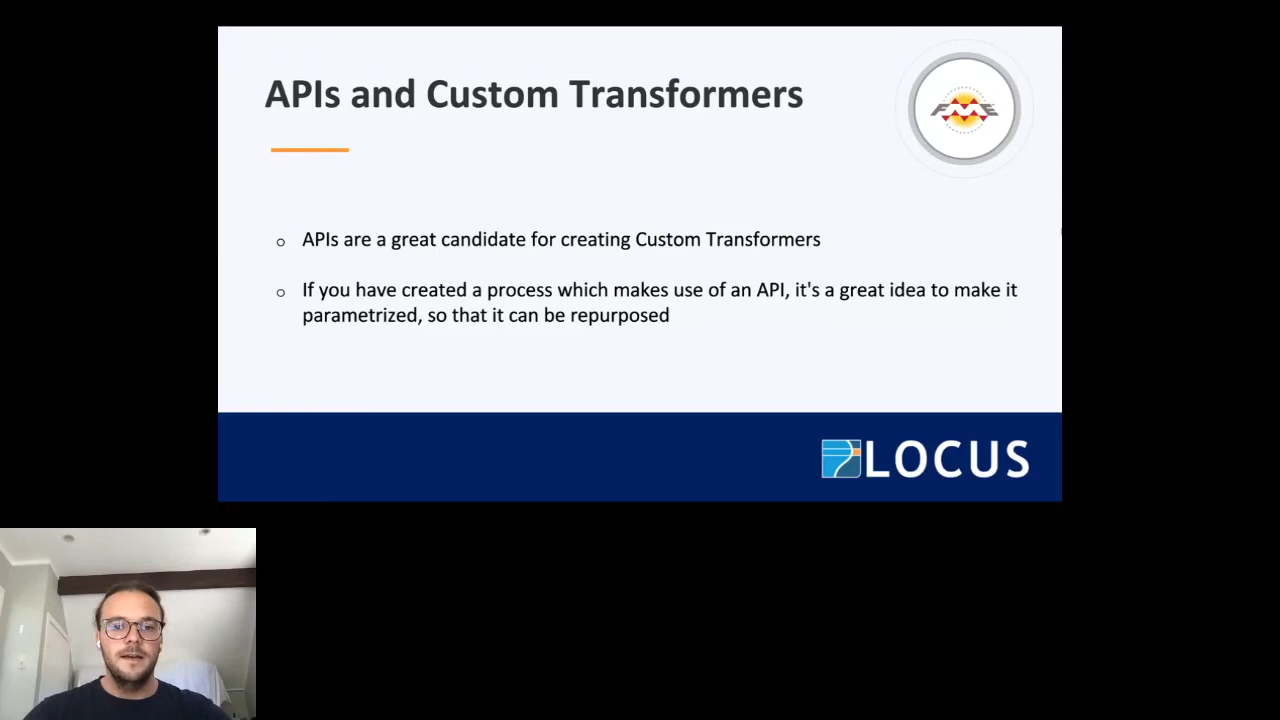 APIs and Custom Transformers
FME
o APIs are a great candidate for creating Custom Transformers
o If you have created a process which makes use of an API, it's a great idea to make it
parametrized, so that it can be repurposed
LOCUS